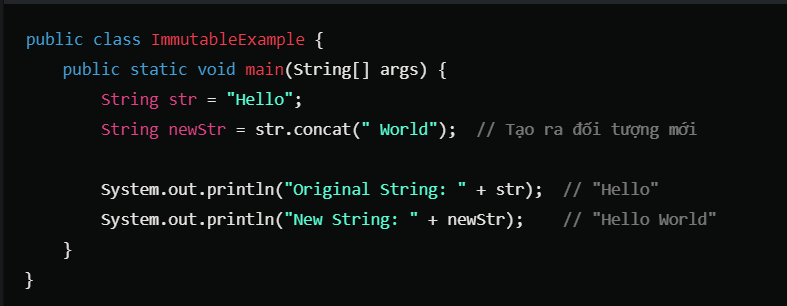 public class ImmutableExample {
    public static void main(String[] args) {
        String str = "Hello";
        String newStr = str.concat(" World");  // Tạo ra đối tượng mới

        System.out.println("Original String: " + str);  // "Hello"
        System.out.println("New String: " + newStr);    // "Hello World"
    }
}